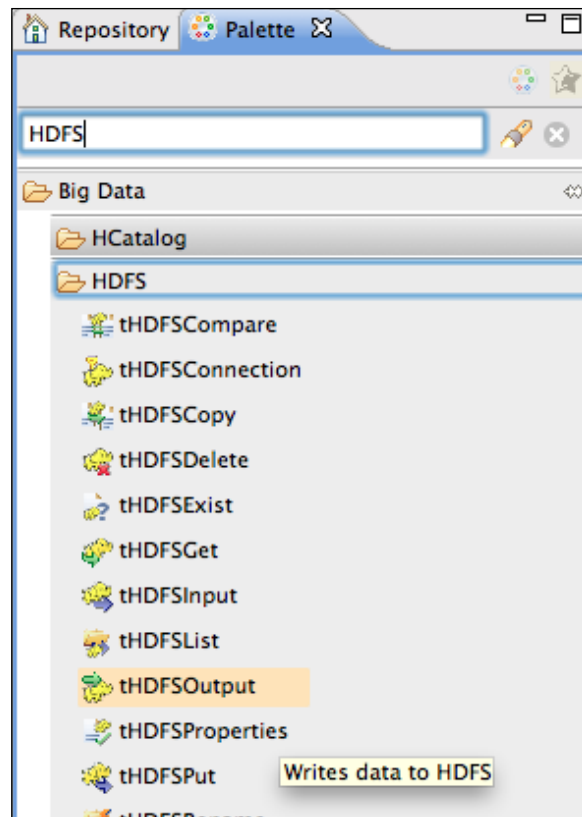 Repository Palette
HDFS
Big Data
HCatalog
HDFS
tHDFSCompare
tHDFSConnection
tHDFSCopy
tHDFSDelete
tHDFSExist
tHDFSGet
tHDFSInput
tHDFSList
tHDFSOutput
tHDFSProperties
tHDFSPut Writes data to HDFS